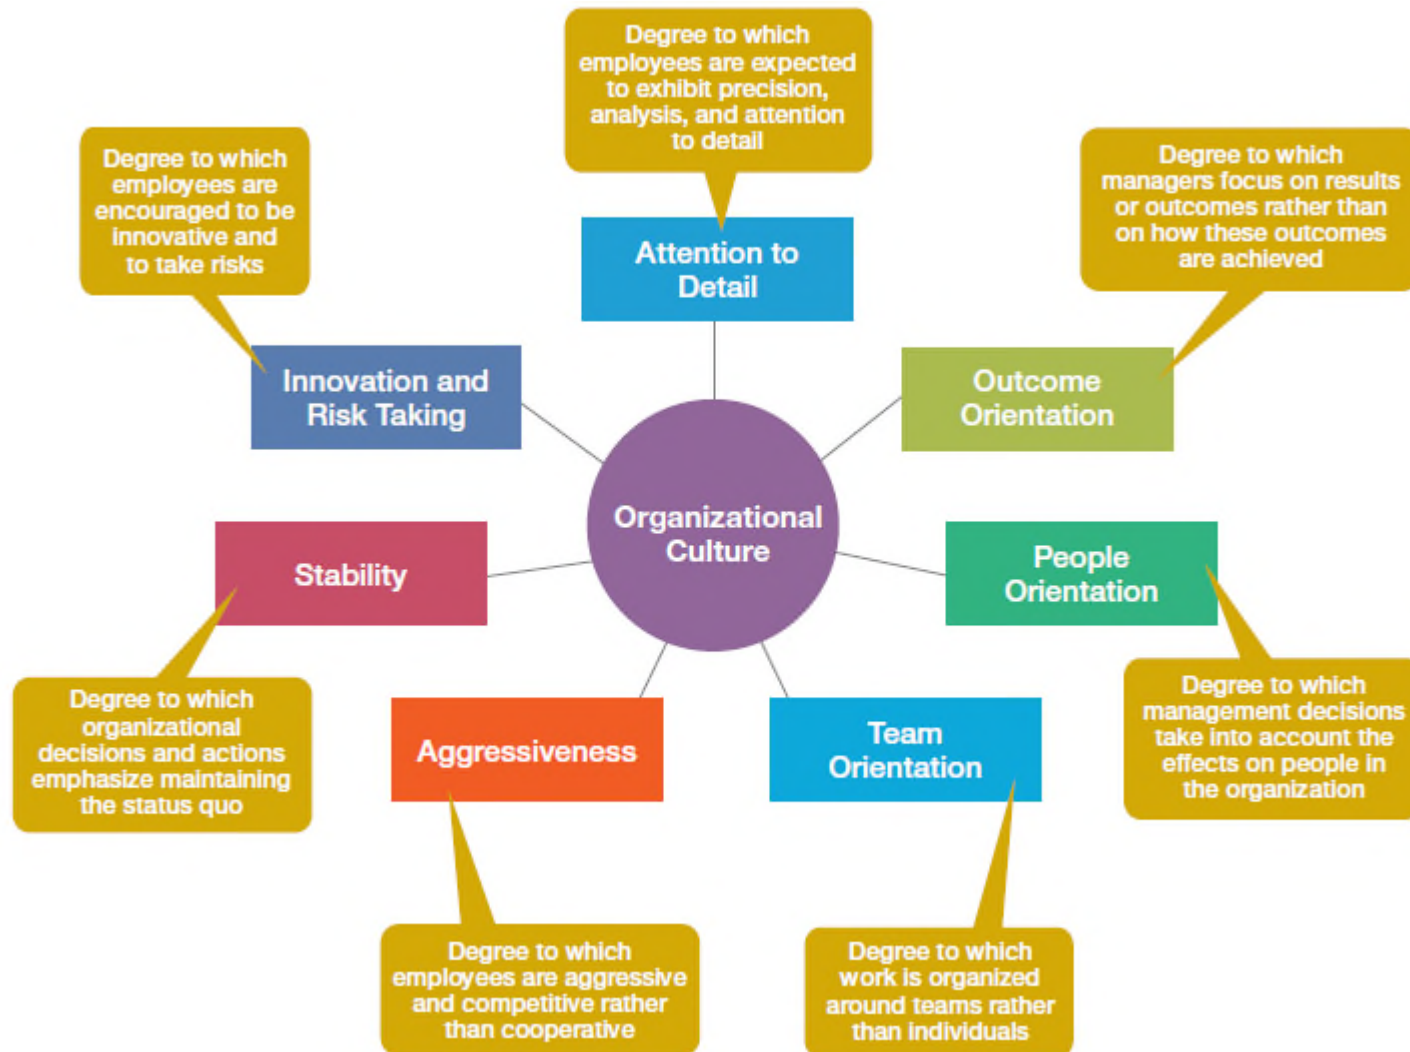 Degree to which
employees are expected
to exhibit precision,
analysis, and attention
to detail
Degree to which
employees are
encouraged to be
innovative and
to take risks
Degree to which
managers focus on results
or outcomes rather than
on how these outcomes
are achieved
Attention to
Detail
Innovation and
Risk Taking
Outcome
Orientation
Organizational
Culture
Stability
People
Orientation
Degree to which
organizational
decisions and actions
emphasize maintaining
the status quo
Aggressiveness
Team
Orientation
Degree to which
management decisions
take into account the
effects on people in
the organization
Degree to which
employees are aggressive
and competitive rather
than cooperative
Degree to which
work is organized
around teams rather
than individuals